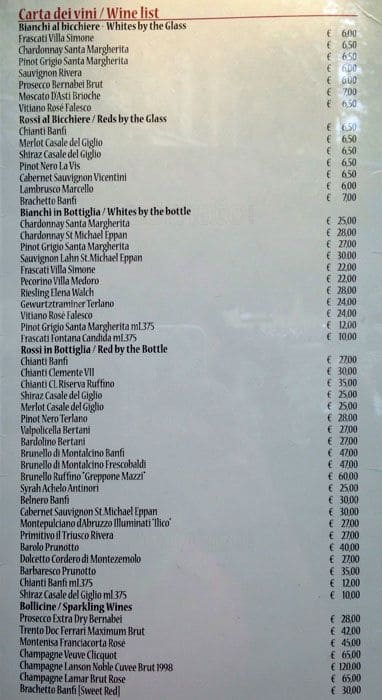 Carta dei vini / Wine list
Bianchi al bicchiere - Whites by the Glass
Frascati Villa Simone € 6,00
Chardonnay Santa Margherita € 6,50
Pinot Grigio Santa Margherita € 6,50
Sauvignon Rivera € 6,00
Prosecco Bernabei Brut € 6,00
Moscato D'Asti Brioche € 7,00
Vitiano Rosé Falesco € 6,50
Rossi al Bicchiere / Reds by the Glass
Chianti Banfi € 6,50
Merlot Casale del Giglio € 6,50
Shiraz Casale del Giglio € 6,50
Pinot Nero La Vis € 6,50
Cabernet Sauvignon Vicentini € 6,50
Lambrusco Marcello € 6,00
Brachetto Banfi € 7,00
Bianchi in Bottiglia / Whites by the bottle
Chardonnay Santa Margherita € 25,00
Chardonnay St Michael Eppan € 28,00
Pinot Grigio Santa Margherita € 27,00
Sauvignon Lahn St. Michael Eppan € 30,00
Frascati Villa Simone € 22,00
Pecorino Villa Medoro € 22,00
Riesling Elena Walch € 28,00
Gewurtztraminer Terlano € 24,00
Vitiano Rosé Falesco € 24,00
Pinot Grigio Santa Margherita ml.375 € 12,00
Frascati Fontana Candida ml.375 € 10,00
Rossi in Bottiglia / Red by the Bottle
Chianti Banfi € 27,00
Chianti Clemente VII € 30,00
Chianti Cl. Riserva Ruffino € 35,00
Shiraz Casale del Giglio € 25,00
Merlot Casale del Giglio € 25,00
Pinot Nero Terlano € 28,00
Valpolicella Bertani € 27,00
Bardolino Bertani € 27,00
Brunello di Montalcino Banfi € 47,00
Brunello di Montalcino Frescobaldi € 47,00
Brunello Ruffino "Greppone Mazzi" € 60,00
Syrah Achelo Antinori € 25,00
Belnero Banfi € 30,00
Cabernet Sauvignon St. Michael Eppan € 30,00
Montepulciano d'Abruzzo Illuminati "Ilico" € 27,00
Primitivo Il Triusco Rivera € 27,00
Barolo Prunotto € 40,00
Dolcetto Cordero di Montezemolo € 27,00
Barbaresco Prunotto € 35,00
Chianti Banfi ml.375 € 12,00
Shiraz Casale del Giglio ml.375 € 10,00
Bollicine / Sparkling Wines
Prosecco Extra Dry Bernabei € 28,00
Trento Doc Ferrari Maximum Brut € 42,00
Montenisa Franciacorta Rosé € 45,00
Champagne Veuve Clicquot € 65,00
Champagne Lanson Noble Cuvee Brut 1998 € 120,00
Champagne Lamar Brut Rose € 65,00
Brachetto Banfi [Sweet Red] € 30,00